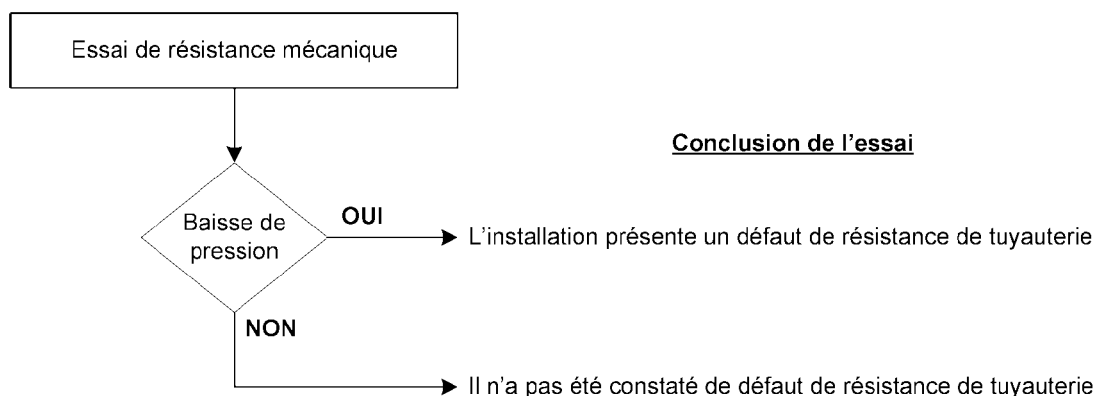 Essai de résistance mécanique
Conclusion de l'essai
Baisse de
pression
OUI
L'installation présente un défaut de résistance de tuyauterie
NON
Il n'a pas été constaté de défaut de résistance de tuyauterie